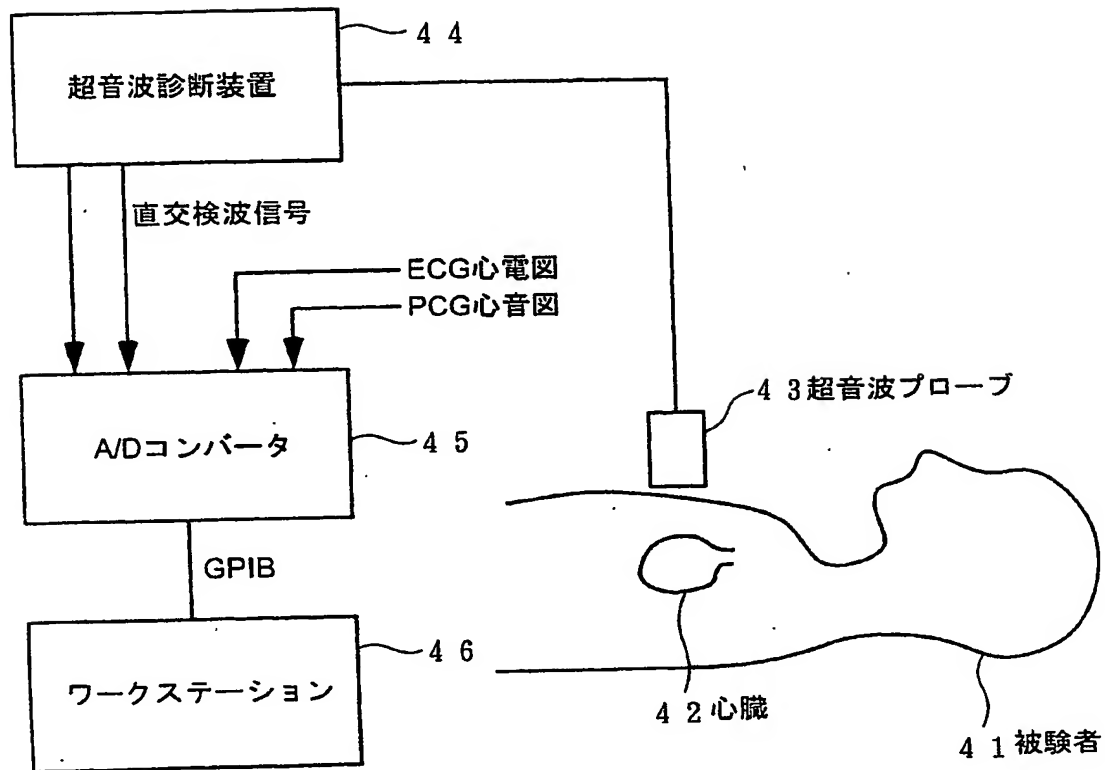 ４４
超音波診断装置
直交検波信号
ECG心電図
PCG心音図
４３超音波プローブ
A/Dコンバータ
４５
GPIB
４６
ワークステーション
４２心臓
４１被験者